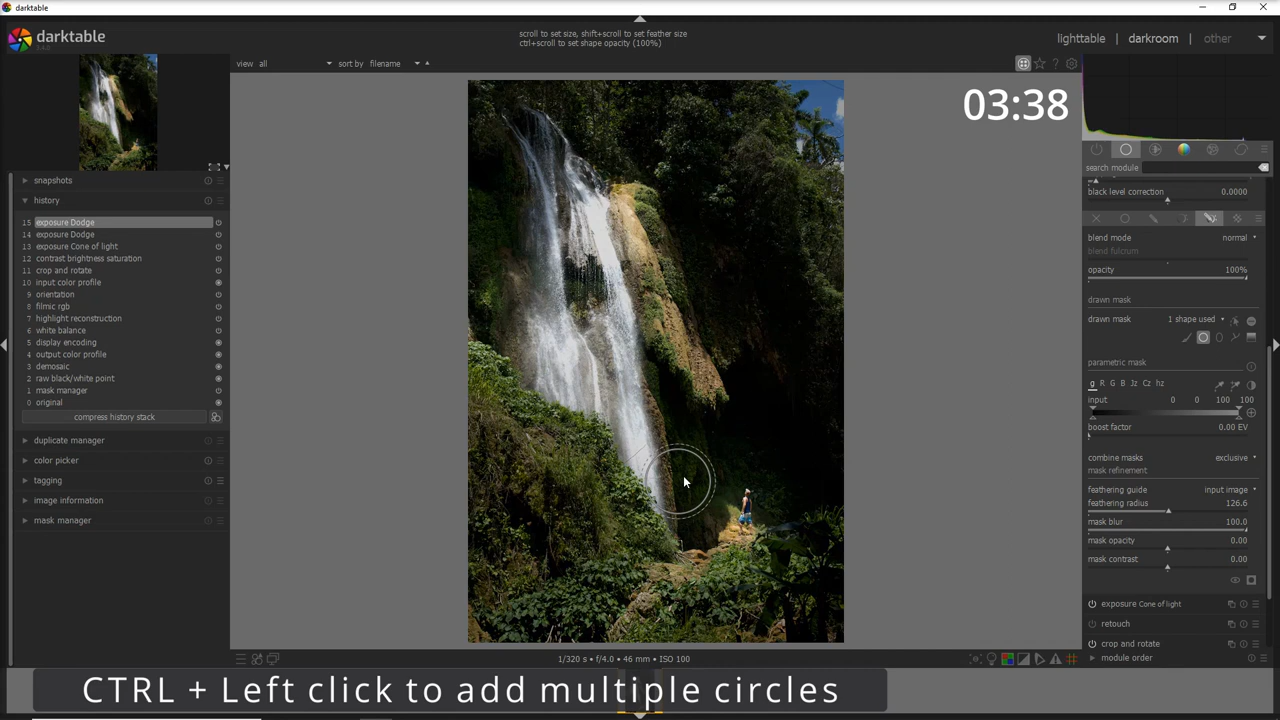 darktable
darktable
3.4.0
scroll to set size, shift+scroll to set feather size
ctrl+scroll to set shape opacity (100%)
lighttable | darkroom | other
view all
sort by filename
03:38
snapshots
history
15 exposure Dodge
14 exposure Dodge
13 exposure Cone of light
12 contrast brightness saturation
11 crop and rotate
10 input color profile
9 orientation
8 filmic rgb
7 highlight reconstruction
6 white balance
5 display encoding
4 output color profile
3 demosaic
2 raw black/white point
1 mask manager
0 original
compress history stack
duplicate manager
color picker
tagging
image information
mask manager
search module
black level correction 0.0000
blend mode normal
blend fulcrum
opacity 100%
drawn mask
drawn mask 1 shape used
parametric mask
g R G B Jz Cz hz
input 0 0 100 100
boost factor 0.00 EV
combine masks exclusive
mask refinement
feathering guide input image
feathering radius 126.6
mask blur 100.0
mask opacity 0.00
mask contrast 0.00
exposure Cone of light
retouch
crop and rotate
module order
1/320 s • f/4.0 • 46 mm • ISO 100
CTRL + Left click to add multiple circles